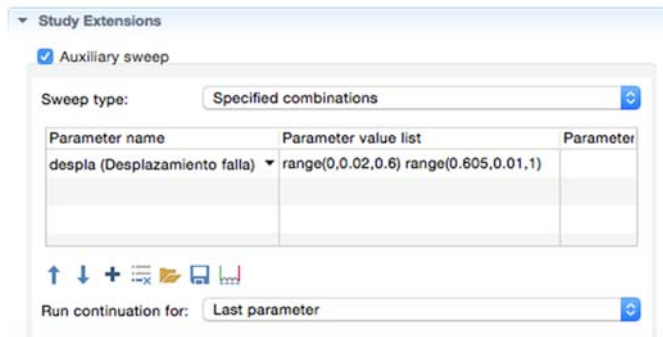 Study Extensions
Auxiliary sweep
Sweep type: Specified combinations
Parameter name Parameter value list Parameter
despla (Desplazamiento falla) range(0,0.02,0.6) range(0.605,0.01,1)
Run continuation for: Last parameter